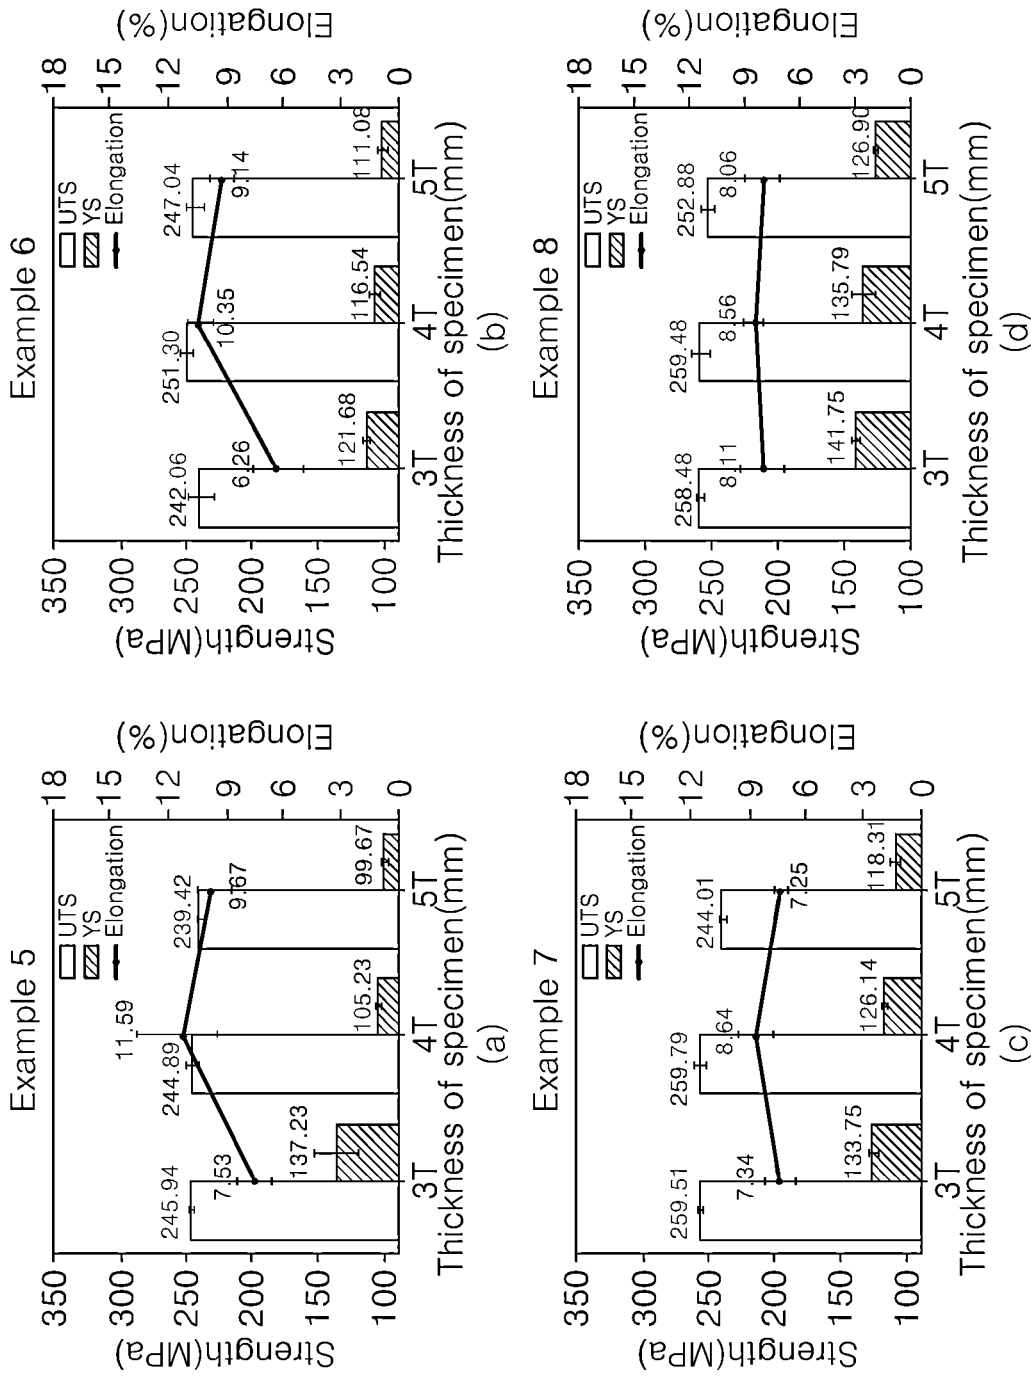 Example 5
UTS
YS
Elongation
Strength(MPa)
350
300
250
200
150
100
245.94
7.53
137.23
244.89
11.59
105.23
239.42
9.67
99.67
18
15
12
9
6
3
0
Elongation(%)
3T 4T 5T
Thickness of specimen(mm)
(a)
Example 6
UTS
YS
Elongation
Strength(MPa)
350
300
250
200
150
100
242.06
6.26
121.68
251.30
10.35
116.54
247.04
9.14
111.08
18
15
12
9
6
3
0
Elongation(%)
3T 4T 5T
Thickness of specimen(mm)
(b)
Example 7
UTS
YS
Elongation
Strength(MPa)
350
300
250
200
150
100
259.51
7.34
133.75
259.79
8.64
126.14
244.01
7.25
118.31
18
15
12
9
6
3
0
Elongation(%)
3T 4T 5T
Thickness of specimen(mm)
(c)
Example 8
UTS
YS
Elongation
Strength(MPa)
350
300
250
200
150
100
258.48
8.11
141.75
259.48
8.56
135.79
252.88
8.06
126.90
18
15
12
9
6
3
0
Elongation(%)
3T 4T 5T
Thickness of specimen(mm)
(d)